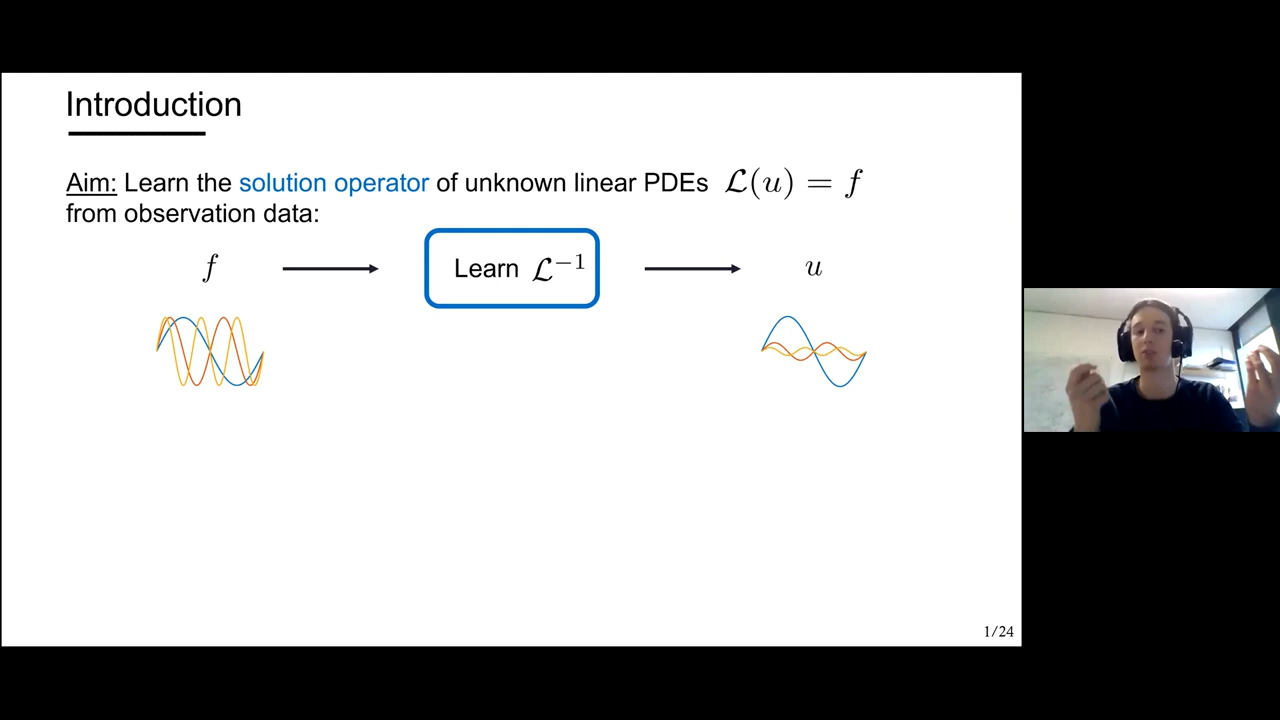 Introduction
Aim: Learn the solution operator of unknown linear PDEs ℒ(u) = f
from observation data:
f Learn ℒ⁻¹ u
1/24